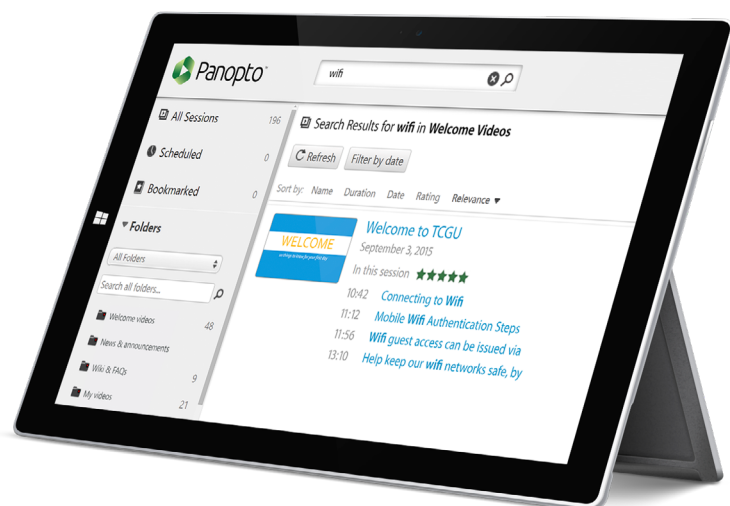 Panopto™
wifi
All Sessions 196
Scheduled 0
Bookmarked 0
Folders
All Folders
Search all folders...
Welcome videos 48
News & announcements
Wiki & FAQs 9
My videos 21
Search Results for wifi in Welcome Videos
Refresh Filter by date
Sort by: Name Duration Date Rating Relevance ▼
WELCOME
Welcome to TCGU
September 3, 2015
In this session ★★★★★
10:42 Connecting to Wifi
11:12 Mobile Wifi Authentication Steps
11:56 Wifi guest access can be issued via
13:10 Help keep our wifi networks safe, by